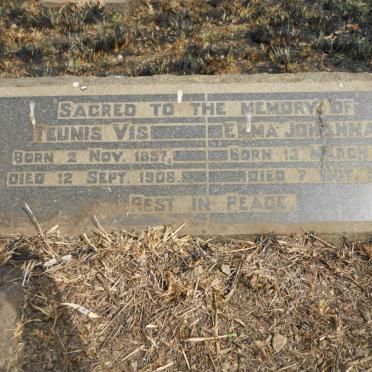 SACRED TO THE MEMORY OF
TEUNIS VIS EMMA JOHANNA
BORN 2 NOV. 1857, BORN 13 MARCH
DIED 12 SEPT. 1908. DIED 7
REST IN PEACE.